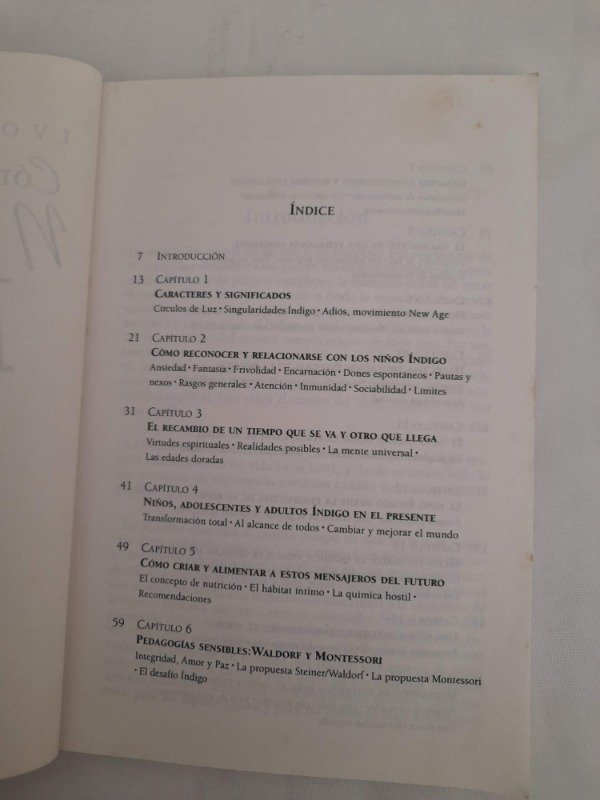 ÍNDICE
7 INTRODUCCIÓN
13 CAPÍTULO 1
CARACTERES Y SIGNIFICADOS
Círculos de Luz · Singularidades Índigo · Adiós, movimiento New Age
21 CAPÍTULO 2
CÓMO RECONOCER Y RELACIONARSE CON LOS NIÑOS ÍNDIGO
Ansiedad · Fantasía · Frivolidad · Encarnación · Dones espontáneos · Pautas y
nexos · Rasgos generales · Atención · Inmunidad · Sociabilidad · Límites
31 CAPÍTULO 3
EL RECAMBIO DE UN TIEMPO QUE SE VA Y OTRO QUE LLEGA
Virtudes espirituales · Realidades posibles · La mente universal ·
Las edades doradas
41 CAPÍTULO 4
NIÑOS, ADOLESCENTES Y ADULTOS ÍNDIGO EN EL PRESENTE
Transformación total · Al alcance de todos · Cambiar y mejorar el mundo
49 CAPÍTULO 5
CÓMO CRIAR Y ALIMENTAR A ESTOS MENSAJEROS DEL FUTURO
El concepto de nutrición · El hábitat íntimo · La química hostil ·
Recomendaciones
59 CAPÍTULO 6
PEDAGOGÍAS SENSIBLES: WALDORF Y MONTESSORI
Integridad, Amor y Paz · La propuesta Steiner/Waldorf · La propuesta Montessori
· El desafío Índigo